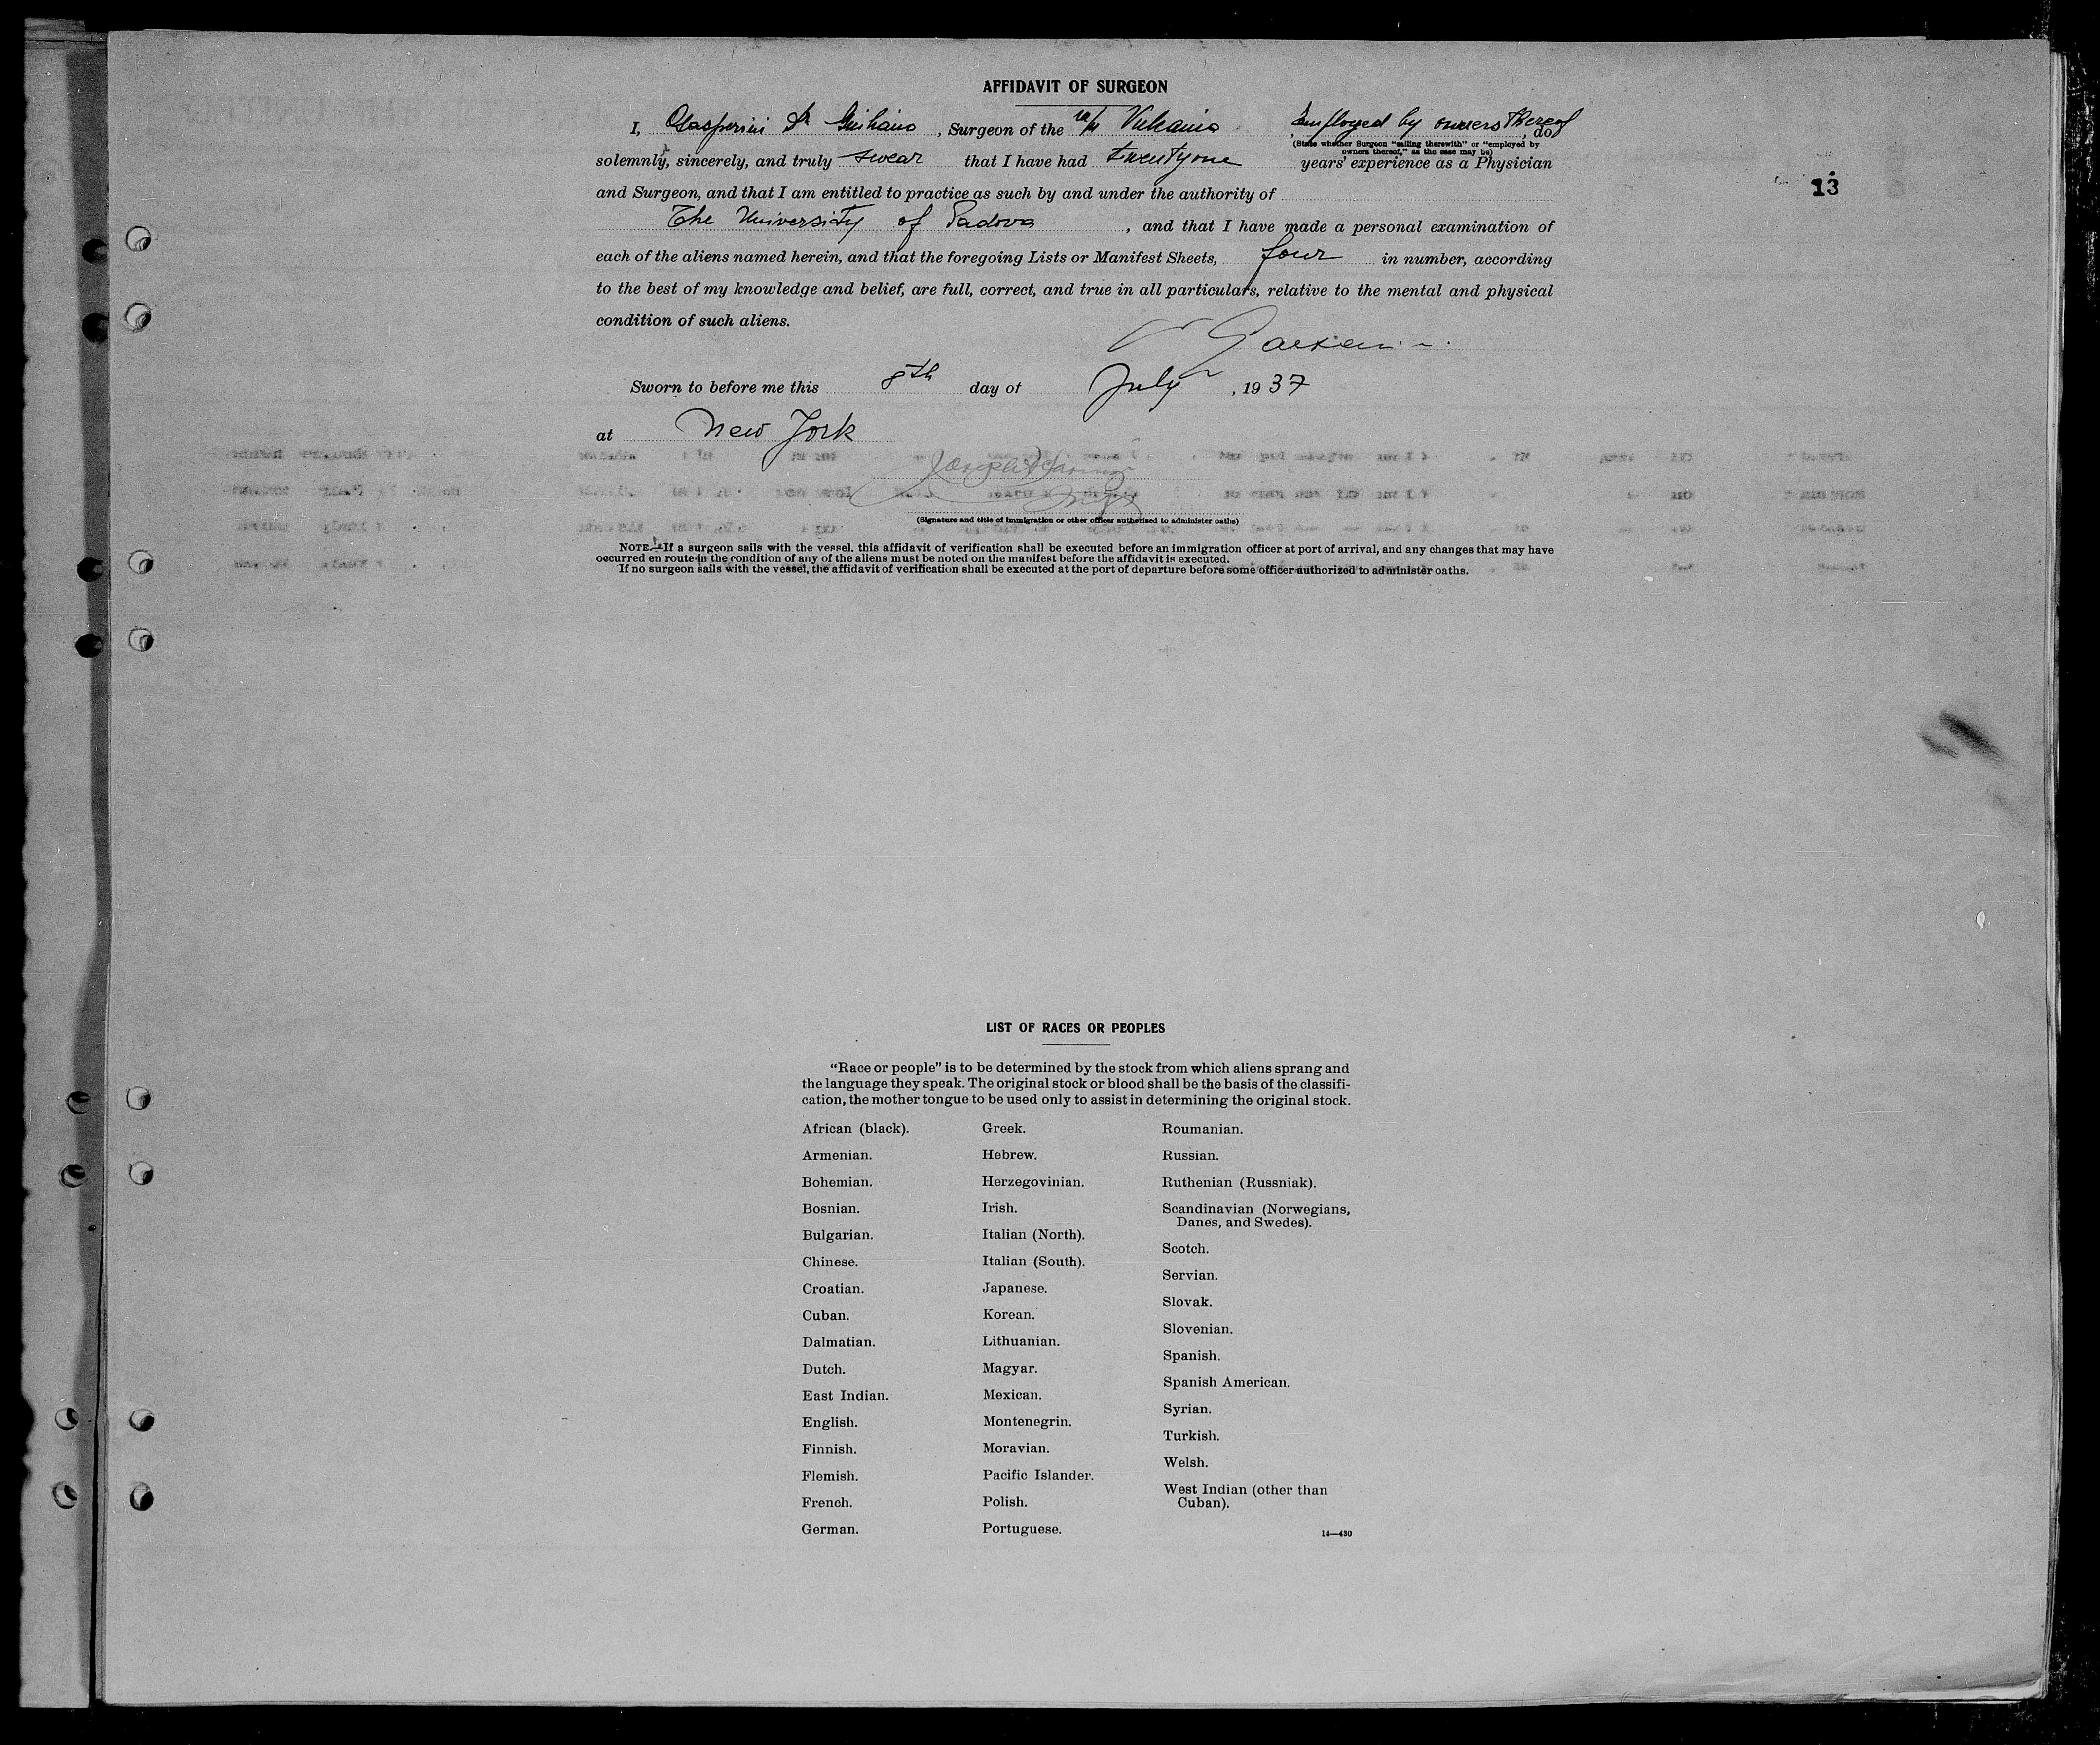 AFFIDAVIT OF SURGEON
I, Gasperini Dr Giuliano, Surgeon of the M/N Vulcania, Employed by owners thereof, do
(State whether Surgeon "sailing therewith" or "employed by
owners thereof," as the case may be)
solemnly, sincerely, and truly swear that I have had twenty one years' experience as a Physician
13
and Surgeon, and that I am entitled to practice as such by and under the authority of
The University of Padova, and that I have made a personal examination of
each of the aliens named herein, and that the foregoing Lists or Manifest Sheets, four in number, according
to the best of my knowledge and belief, are full, correct, and true in all particulars, relative to the mental and physical
condition of such aliens.
Sworn to before me this 8th day of July, 1937
at New York
(Signature and title of immigration or other officer authorized to administer oaths)
NOTE.—If a surgeon sails with the vessel, this affidavit of verification shall be executed before an immigration officer at port of arrival, and any changes that may have
occurred en route in the condition of any of the aliens must be noted on the manifest before the affidavit is executed.
If no surgeon sails with the vessel, the affidavit of verification shall be executed at the port of departure before some officer authorized to administer oaths.
LIST OF RACES OR PEOPLES
"Race or people" is to be determined by the stock from which aliens sprang and
the language they speak. The original stock or blood shall be the basis of the classifi-
cation, the mother tongue to be used only to assist in determining the original stock.
African (black).
Armenian.
Bohemian.
Bosnian.
Bulgarian.
Chinese.
Croatian.
Cuban.
Dalmatian.
Dutch.
East Indian.
English.
Finnish.
Flemish.
French.
German.
Greek.
Hebrew.
Herzegovinian.
Irish.
Italian (North).
Italian (South).
Japanese.
Korean.
Lithuanian.
Magyar.
Mexican.
Montenegrin.
Moravian.
Pacific Islander.
Polish.
Portuguese.
Roumanian.
Russian.
Ruthenian (Russniak).
Scandinavian (Norwegians,
Danes, and Swedes).
Scotch.
Servian.
Slovak.
Slovenian.
Spanish.
Spanish American.
Syrian.
Turkish.
Welsh.
West Indian (other than
Cuban).
14—430